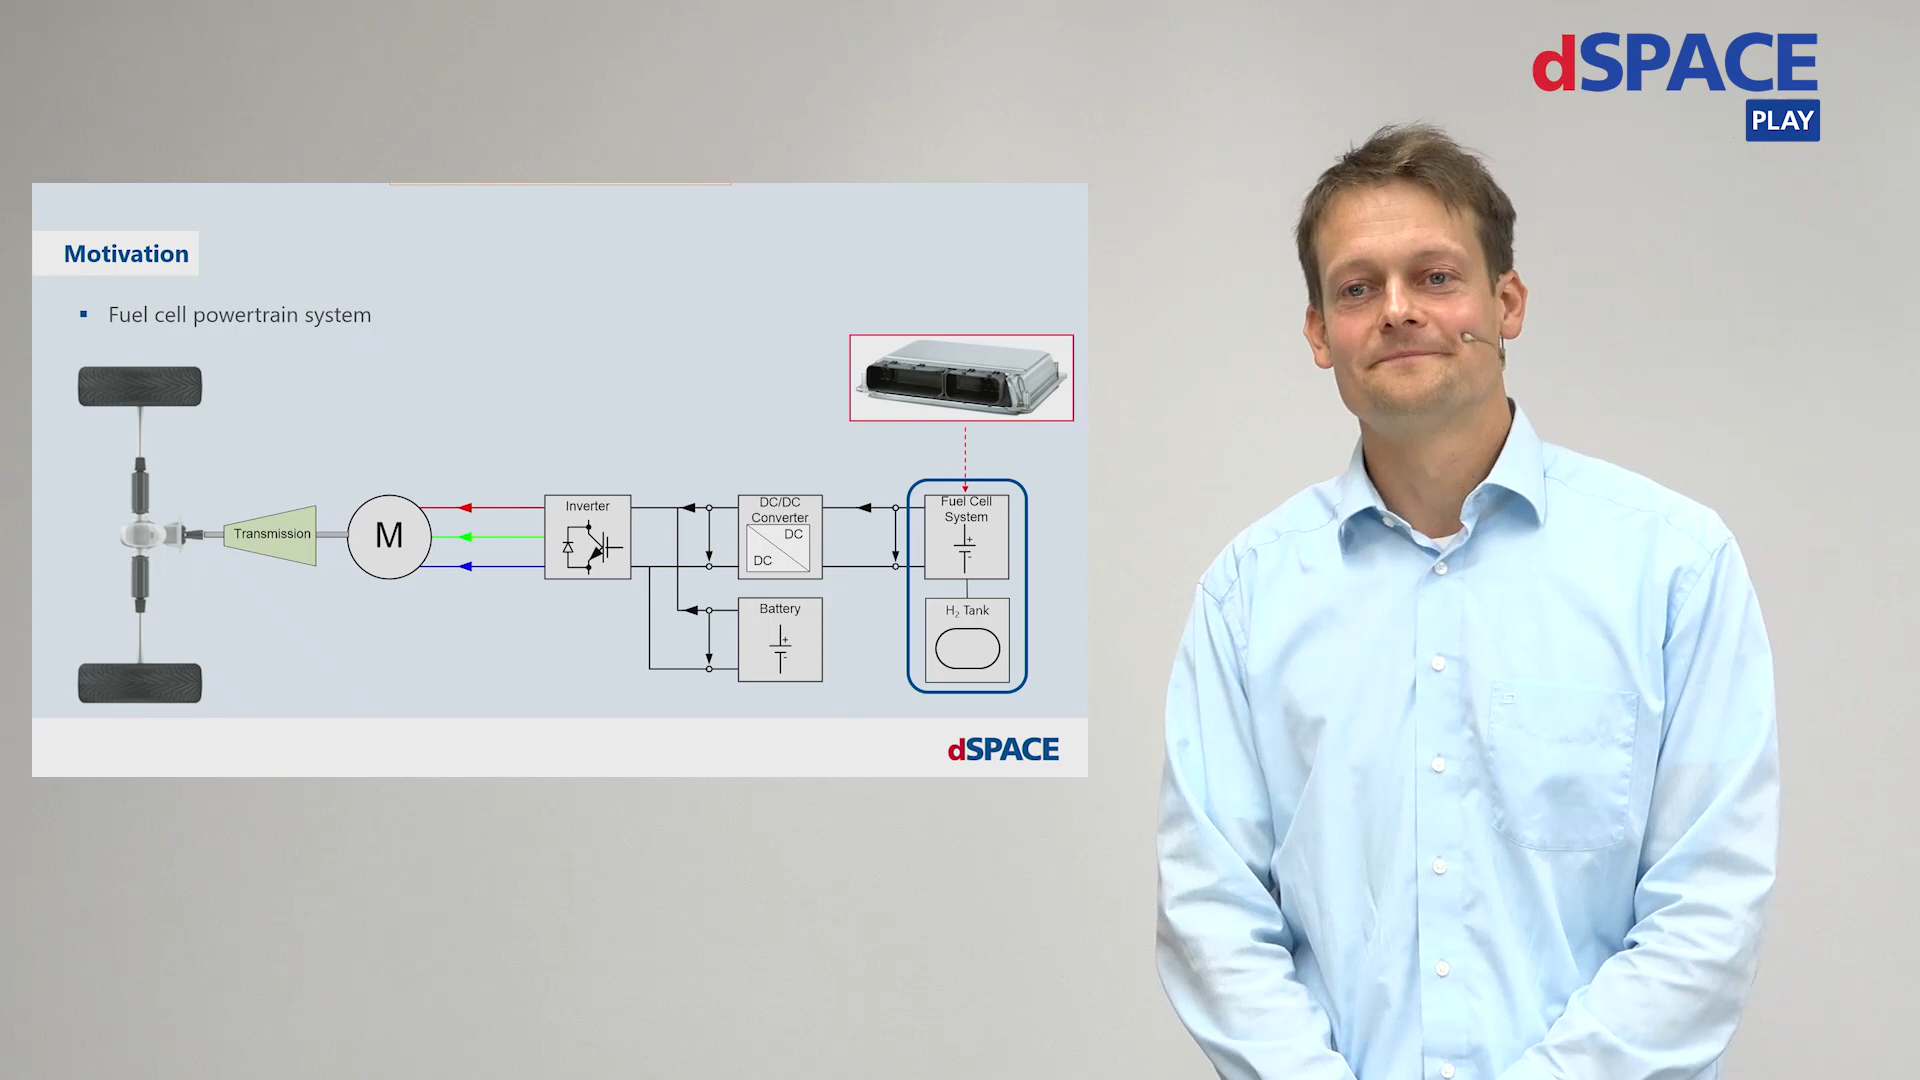 dSPACE
PLAY
Motivation
▪ Fuel cell powertrain system
Transmission
M
Inverter
DC/DC
Converter
DC
DC
Fuel Cell
System
+
-
Battery
+
-
H₂ Tank
dSPACE